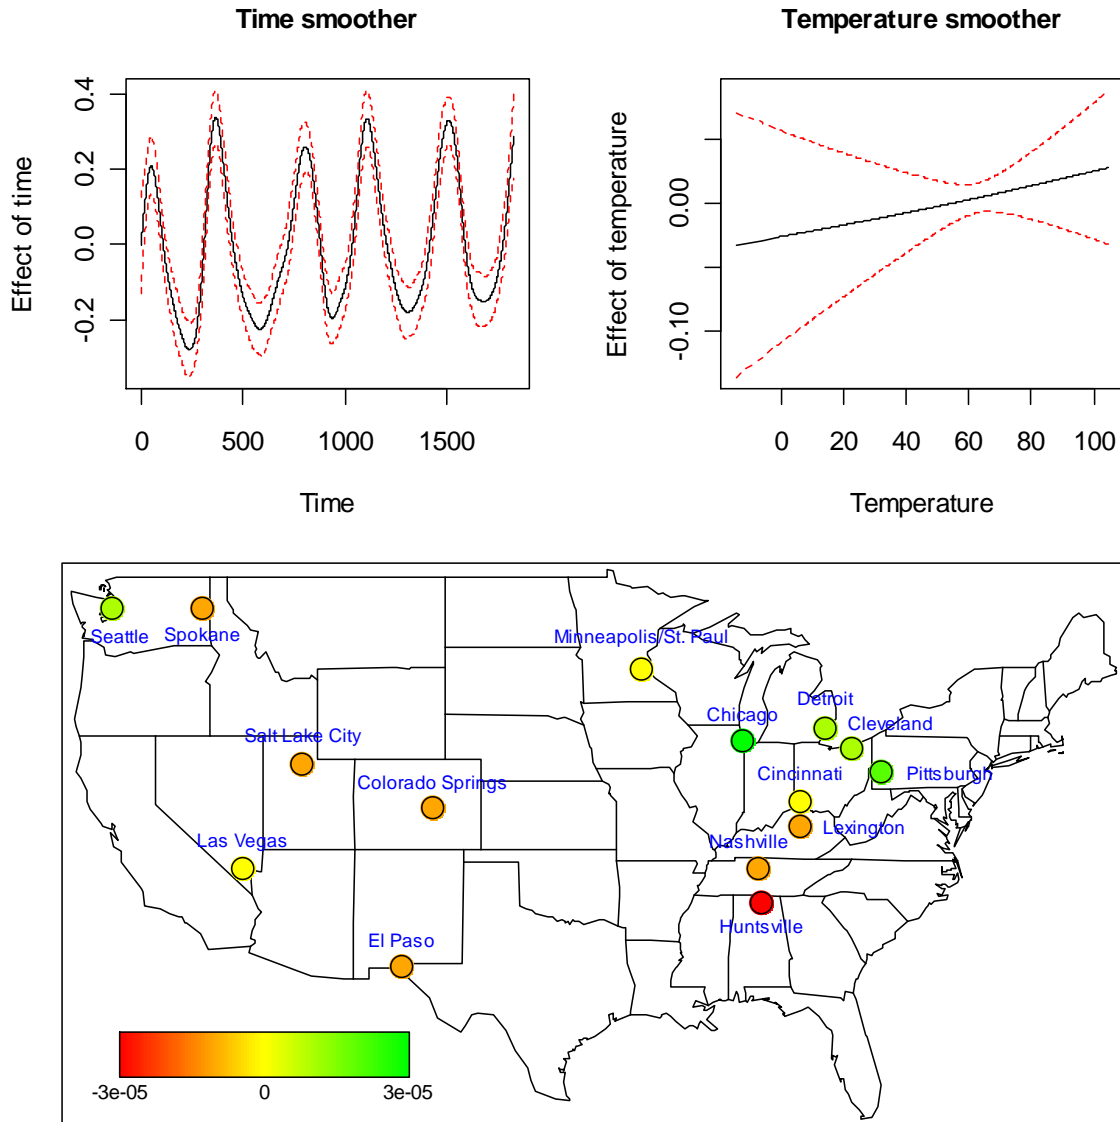 Time smoother
Temperature smoother
Effect of time
0.4
0.2
0.0
-0.2
0 500 1000 1500
Time
Effect of temperature
0.00
-0.10
0 20 40 60 80 100
Temperature
Seattle
Spokane
Minneapolis/St. Paul
Detroit
Chicago
Cleveland
Salt Lake City
Cincinnati
Pittsburgh
Colorado Springs
Lexington
Las Vegas
Nashville
Huntsville
El Paso
-3e-05 0 3e-05